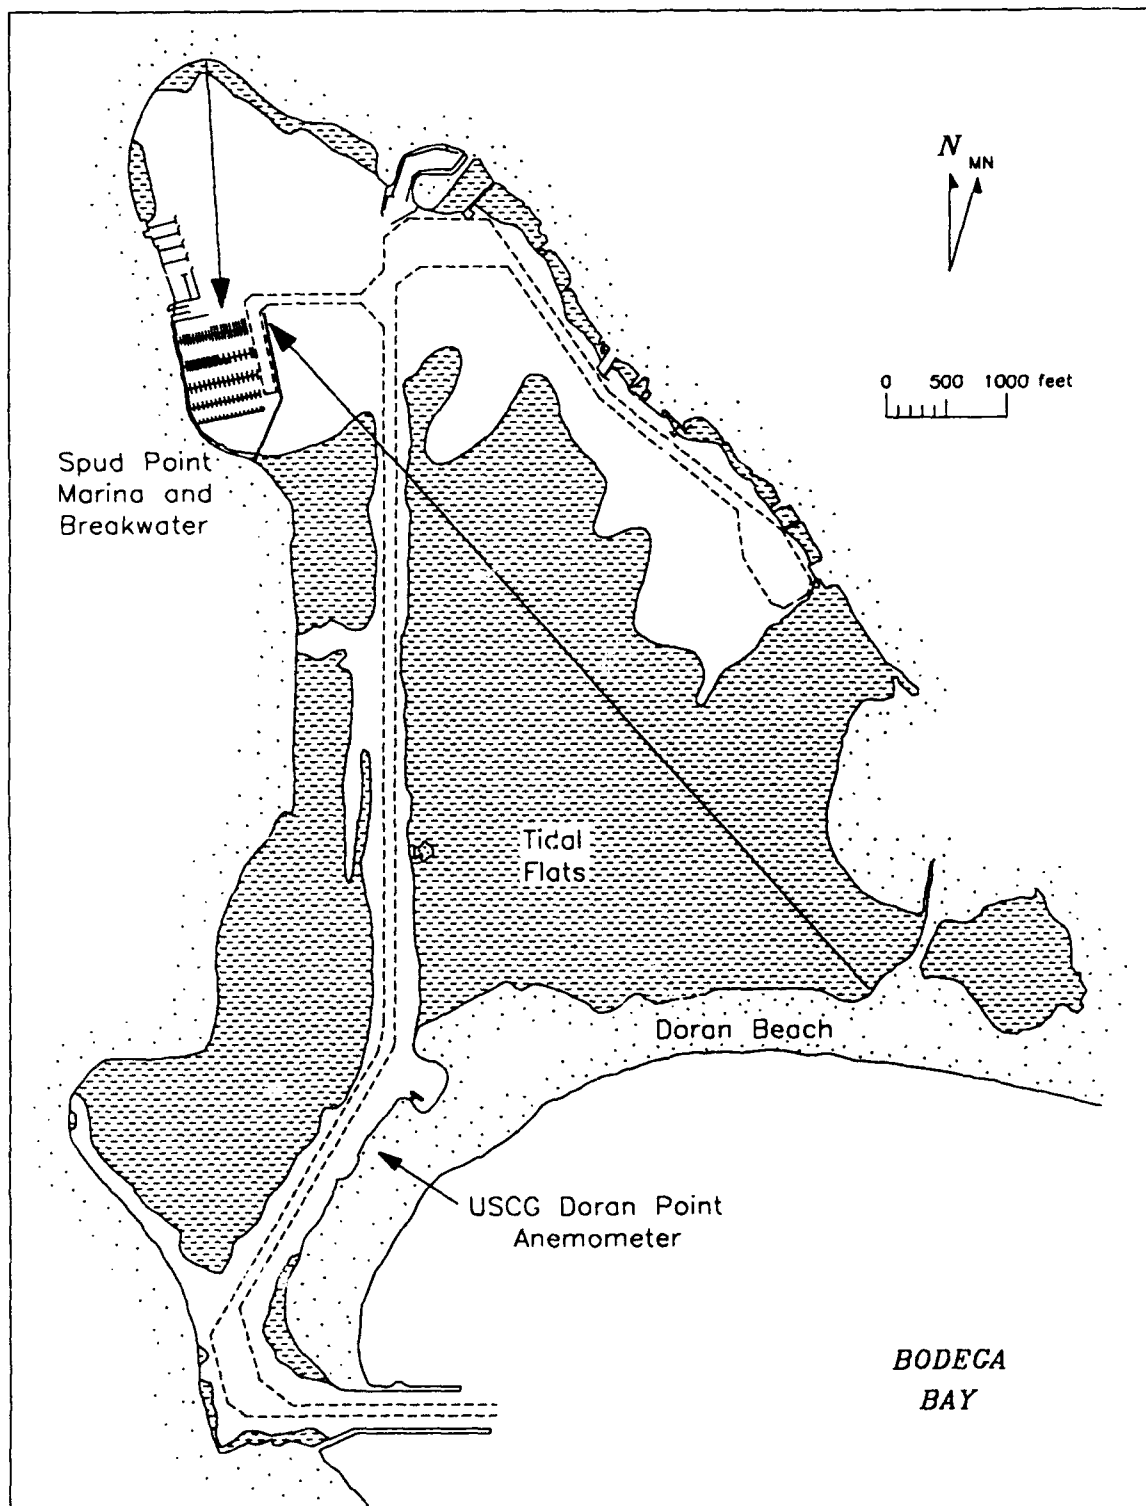 N
MN
0 500 1000 feet
Spud Point
Marina and
Breakwater
Tidal
Flats
Doran Beach
USCG Doran Point
Anemometer
BODEGA
BAY